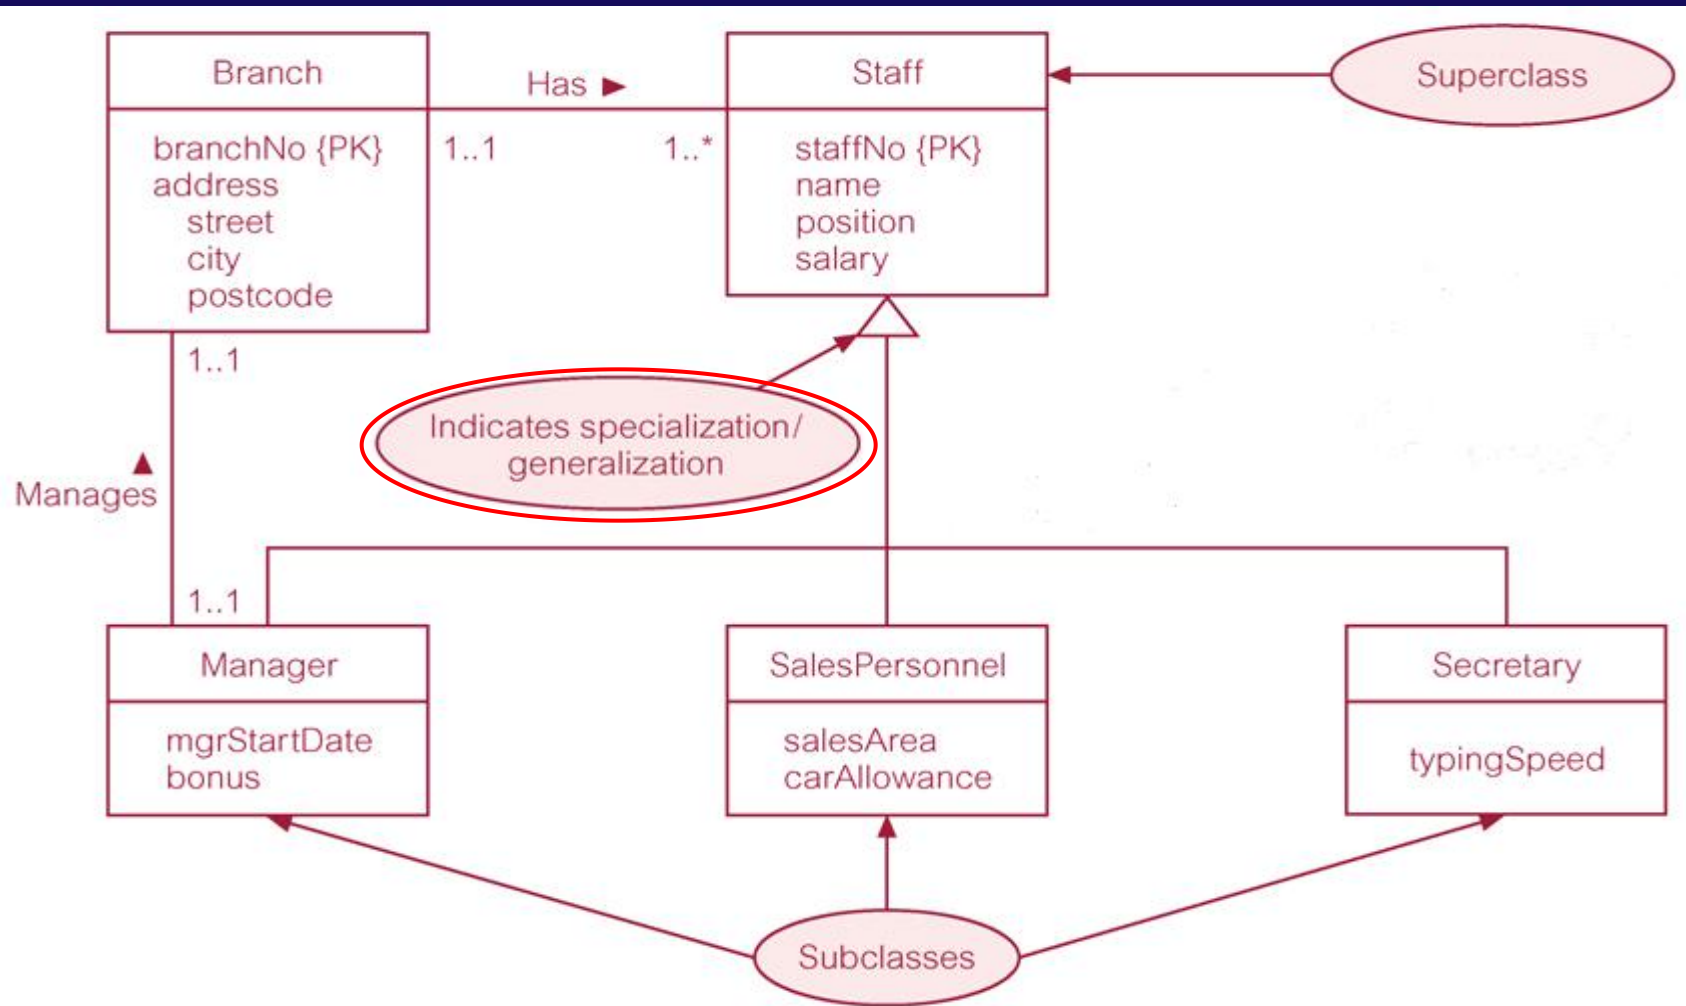 Branch
branchNo {PK}
address
street
city
postcode
Has ►
1..1
1..*
Staff
staffNo {PK}
name
position
salary
Superclass
1..1
Indicates specialization/
generalization
▲
Manages
1..1
Manager
mgrStartDate
bonus
SalesPersonnel
salesArea
carAllowance
Secretary
typingSpeed
Subclasses